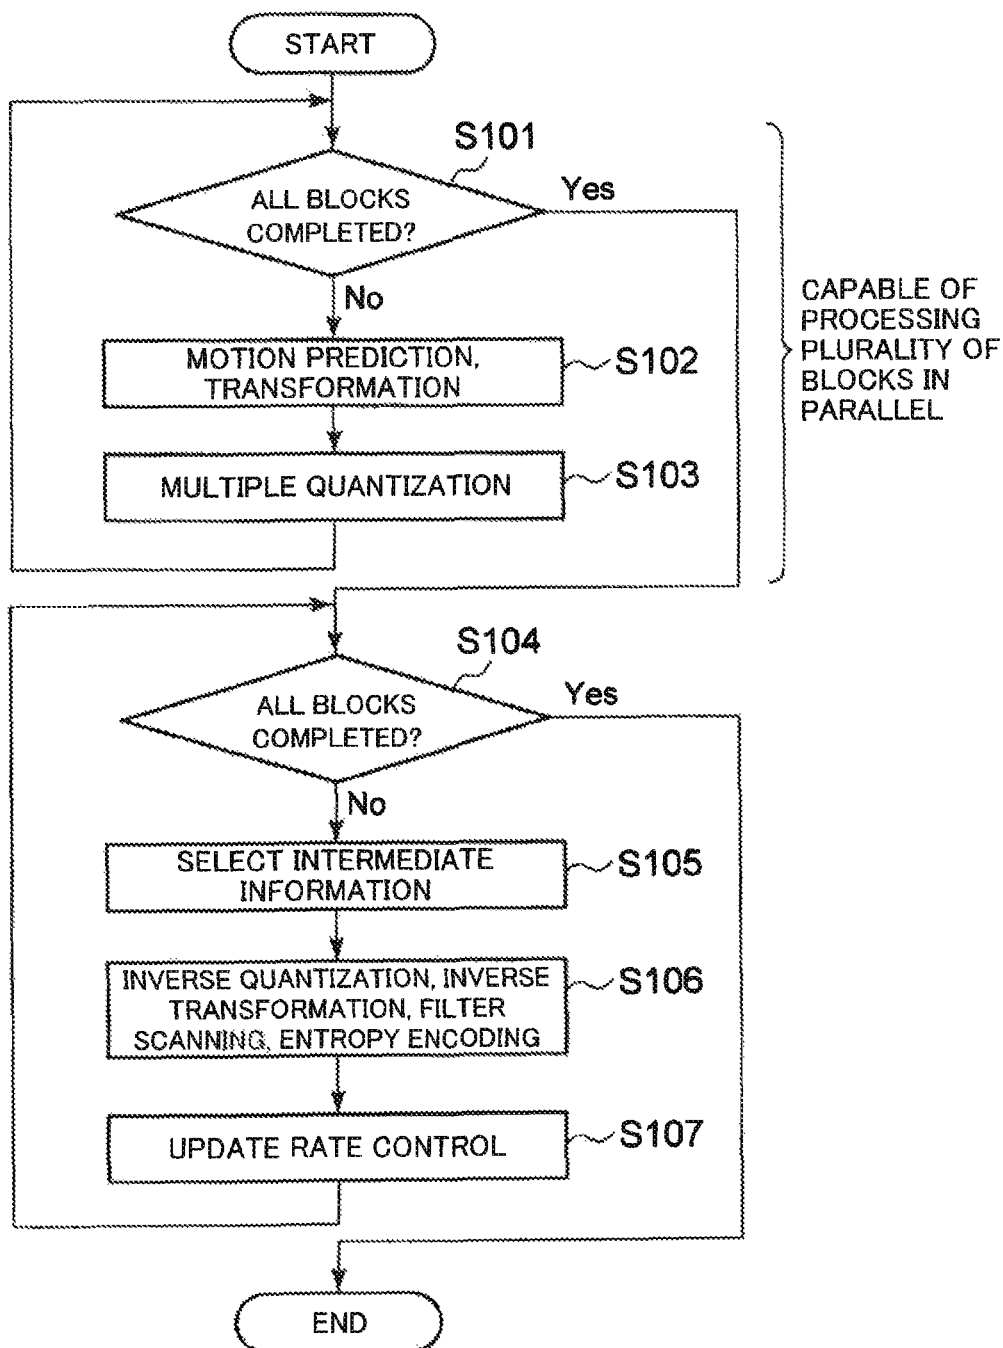 START
S101
ALL BLOCKS
COMPLETED?
Yes
No
MOTION PREDICTION,
TRANSFORMATION
S102
MULTIPLE QUANTIZATION
S103
CAPABLE OF
PROCESSING
PLURALITY OF
BLOCKS IN
PARALLEL
S104
ALL BLOCKS
COMPLETED?
Yes
No
SELECT INTERMEDIATE
INFORMATION
S105
INVERSE QUANTIZATION, INVERSE
TRANSFORMATION, FILTER
SCANNING, ENTROPY ENCODING
S106
UPDATE RATE CONTROL
S107
END